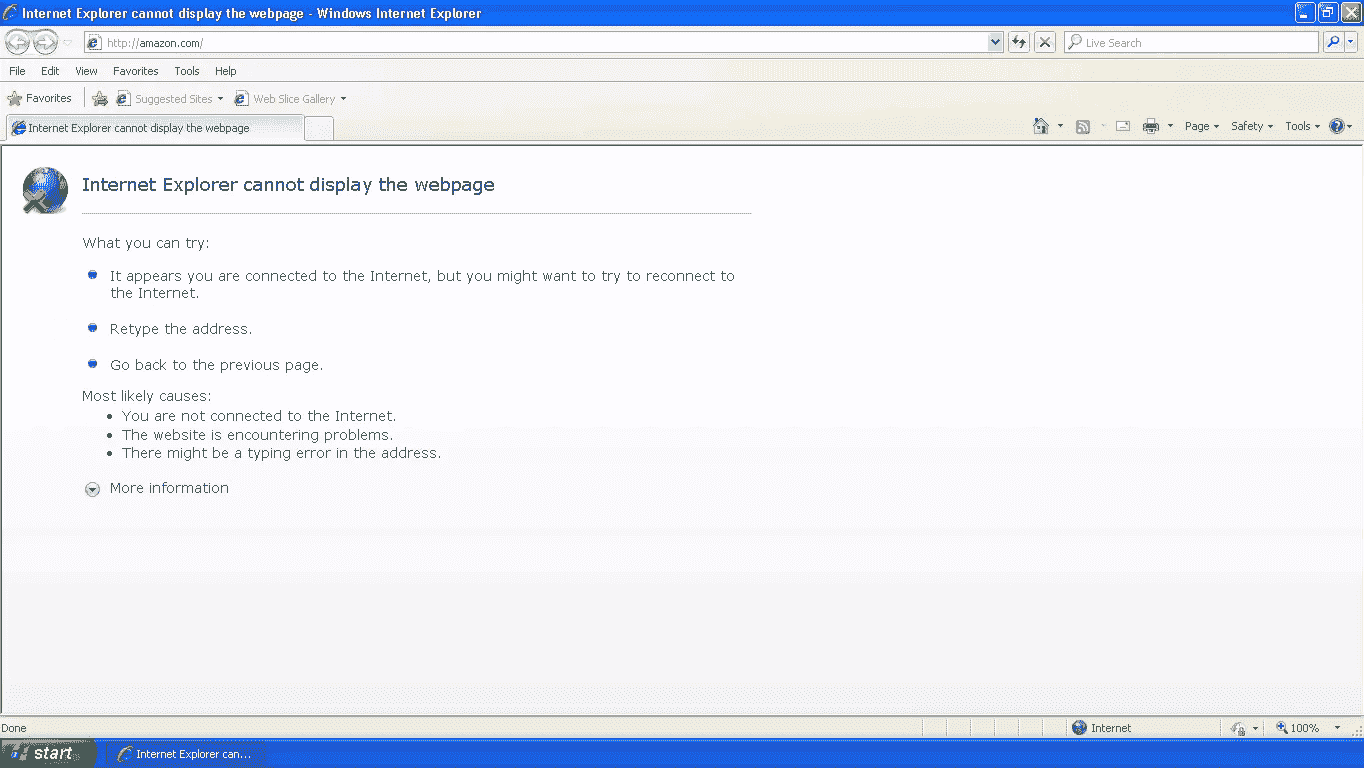 Internet Explorer cannot display the webpage - Windows Internet Explorer
http://amazon.com/
Live Search
File Edit View Favorites Tools Help
Favorites Suggested Sites Web Slice Gallery
Internet Explorer cannot display the webpage
Page Safety Tools
Internet Explorer cannot display the webpage
What you can try:
It appears you are connected to the Internet, but you might want to try to reconnect to
the Internet.
Retype the address.
Go back to the previous page.
Most likely causes:
You are not connected to the Internet.
The website is encountering problems.
There might be a typing error in the address.
More information
Done
Internet
100%
start
Internet Explorer can...